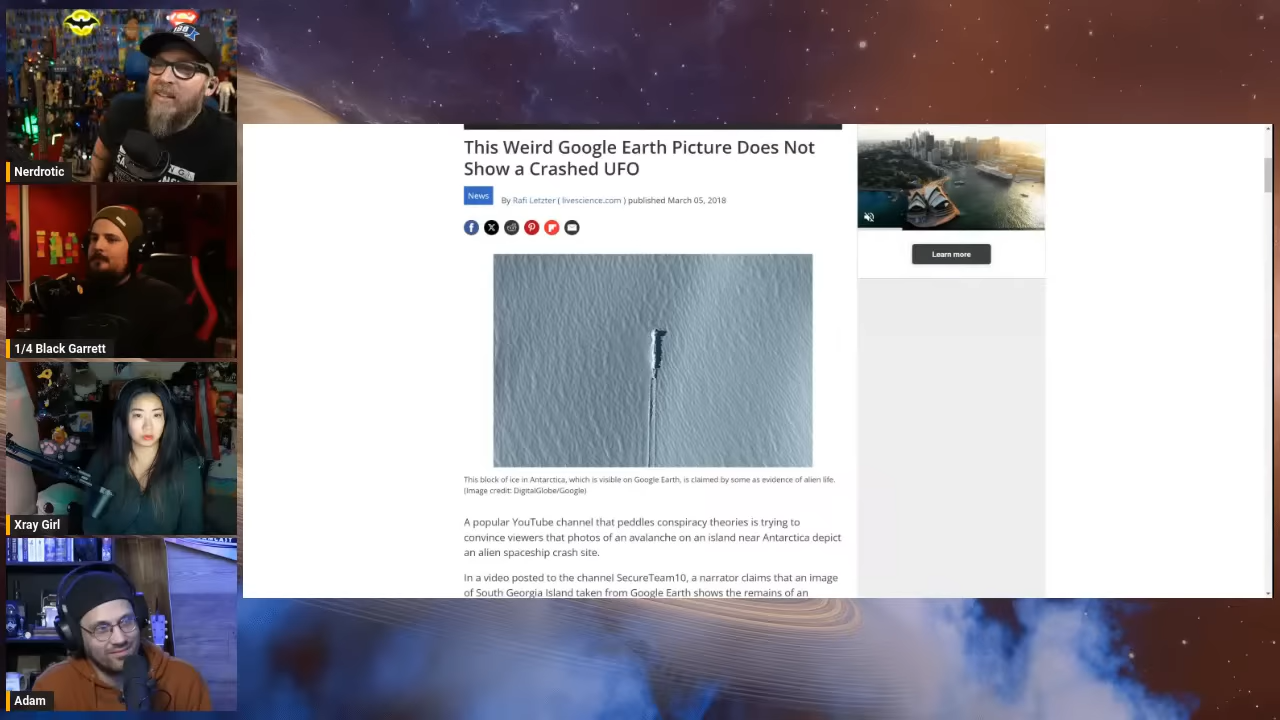 Nerdrotic
1/4 Black Garrett
Xray Girl
Adam
This Weird Google Earth Picture Does Not
Show a Crashed UFO
News
By Rafi Letzter ( livescience.com ) published March 05, 2018
Learn more
This block of ice in Antarctica, which is visible on Google Earth, is claimed by some as evidence of alien life.
(Image credit: DigitalGlobe/Google)
A popular YouTube channel that peddles conspiracy theories is trying to
convince viewers that photos of an avalanche on an island near Antarctica depict
an alien spaceship crash site.
In a video posted to the channel SecureTeam10, a narrator claims that an image
of South Georgia Island taken from Google Earth shows the remains of an